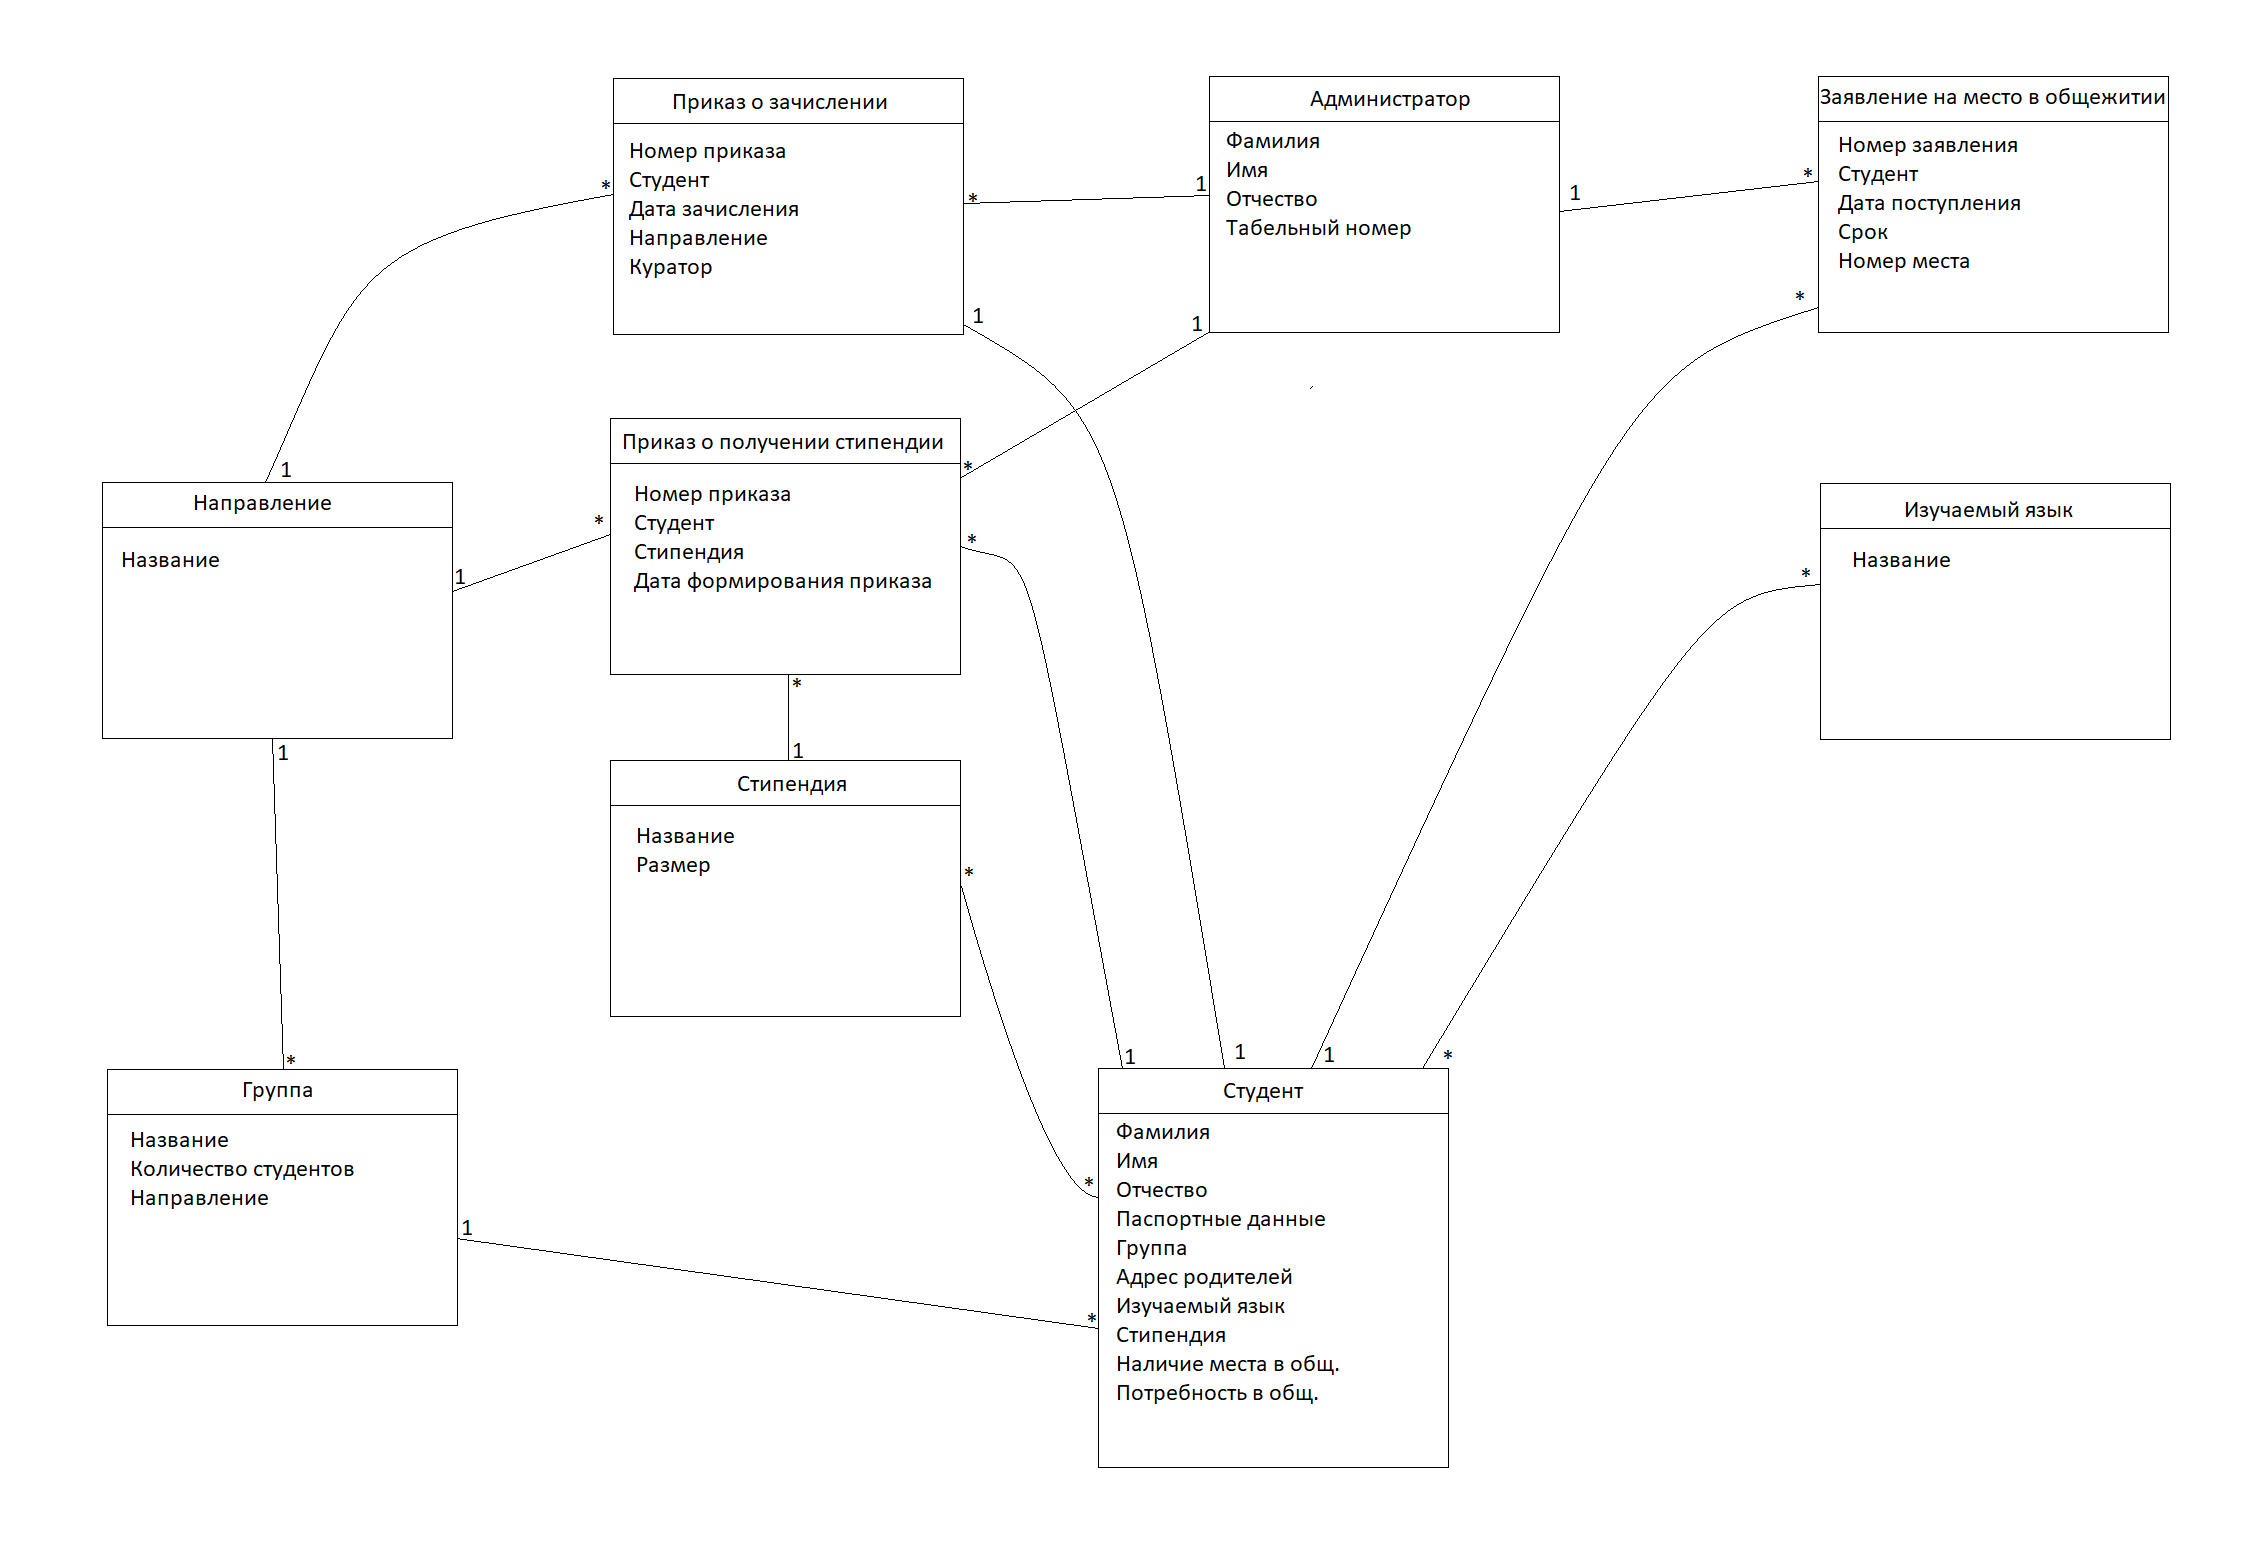 Приказ о зачислении
Номер приказа
Студент
Дата зачисления
Направление
Куратор
*
*
1
Администратор
Фамилия
Имя
Отчество
Табельный номер
1
1
1
Заявление на место в общежитии
Номер заявления
Студент
Дата поступления
Срок
Номер места
*
*
Направление
Название
1
1
1
Приказ о получении стипендии
Номер приказа
Студент
Стипендия
Дата формирования приказа
*
*
*
*
Изучаемый язык
Название
*
Стипендия
Название
Размер
1
*
Группа
Название
Количество студентов
Направление
*
1
Студент
Фамилия
Имя
Отчество
Паспортные данные
Группа
Адрес родителей
Изучаемый язык
Стипендия
Наличие места в общ.
Потребность в общ.
1
1
1
*
*
*